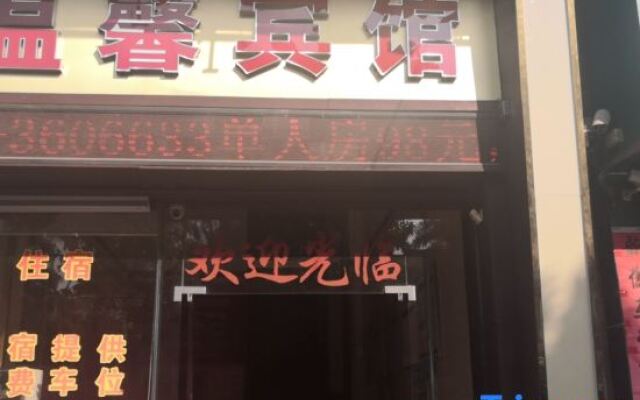 温馨宾馆
-3606633单人房98元,
欢迎光临
住宿
宿提供
费车位